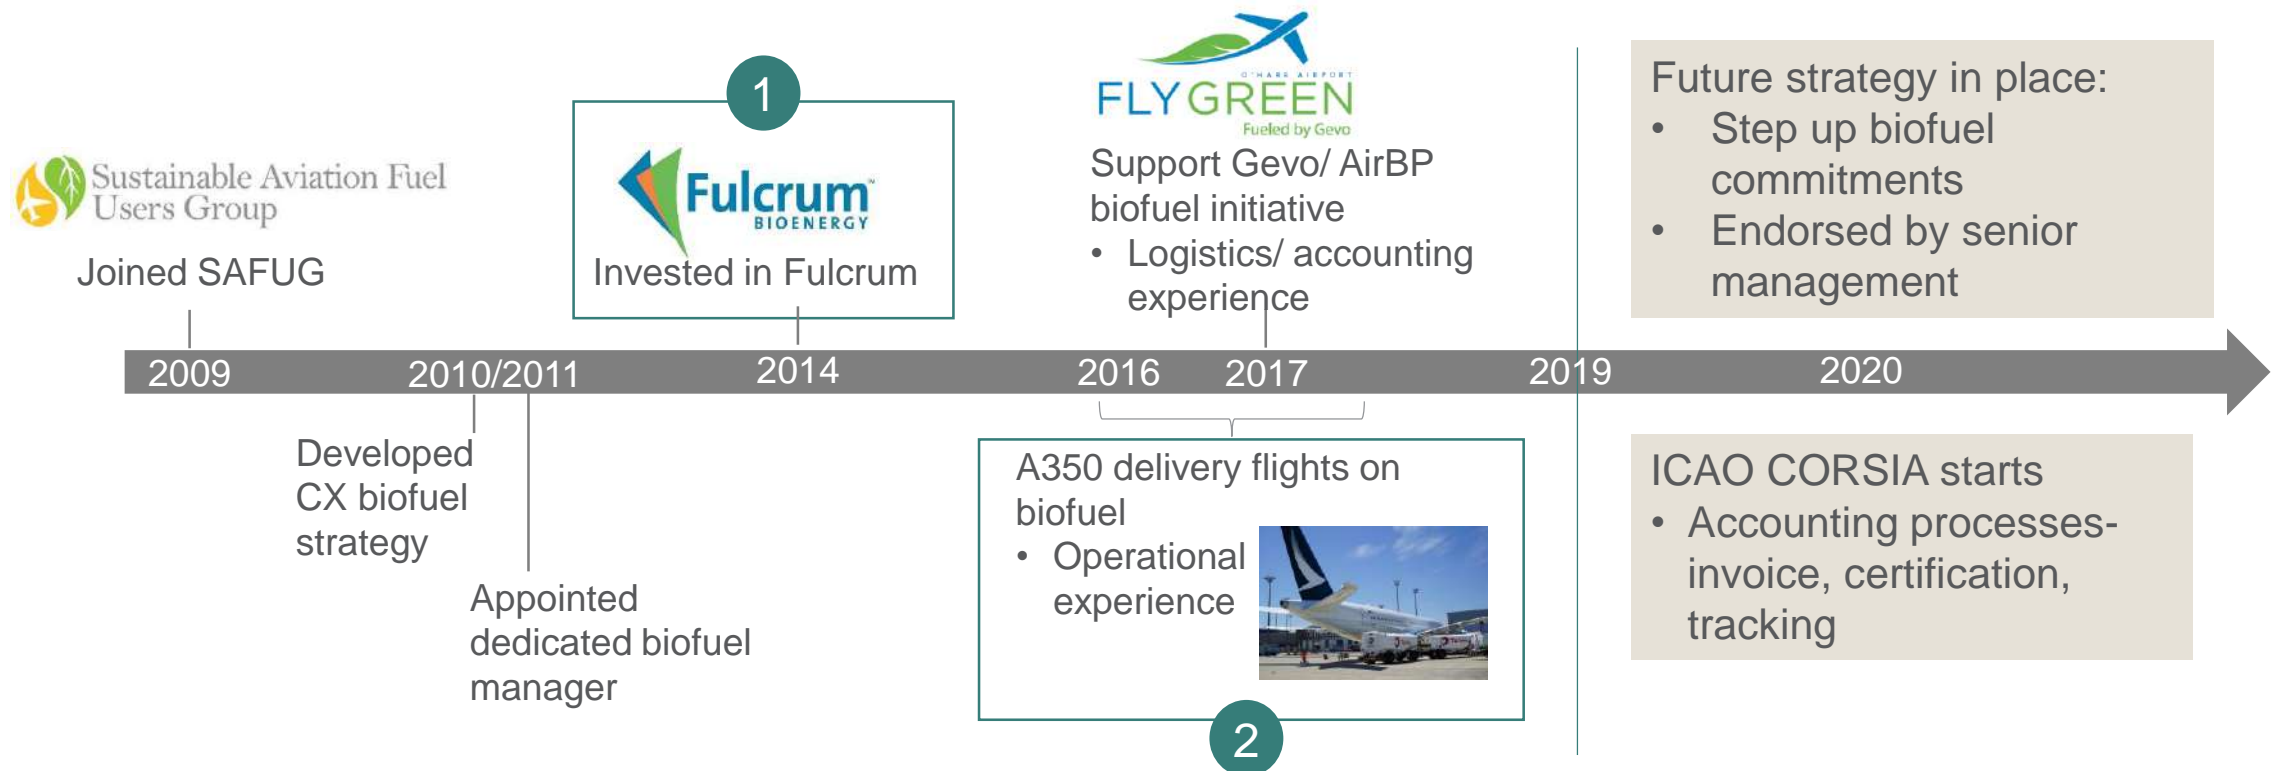 Sustainable Aviation Fuel
Users Group
Joined SAFUG
1
Fulcrum™
BIOENERGY
Invested in Fulcrum
O'HARE AIRPORT
FLYGREEN
Fueled by Gevo
Support Gevo/ AirBP
biofuel initiative
• Logistics/ accounting
experience
Future strategy in place:
• Step up biofuel
commitments
• Endorsed by senior
management
2009
2010/2011
2014
2016
2017
2019
2020
Developed
CX biofuel
strategy
Appointed
dedicated biofuel
manager
A350 delivery flights on
biofuel
• Operational
experience
2
ICAO CORSIA starts
• Accounting processes-
invoice, certification,
tracking